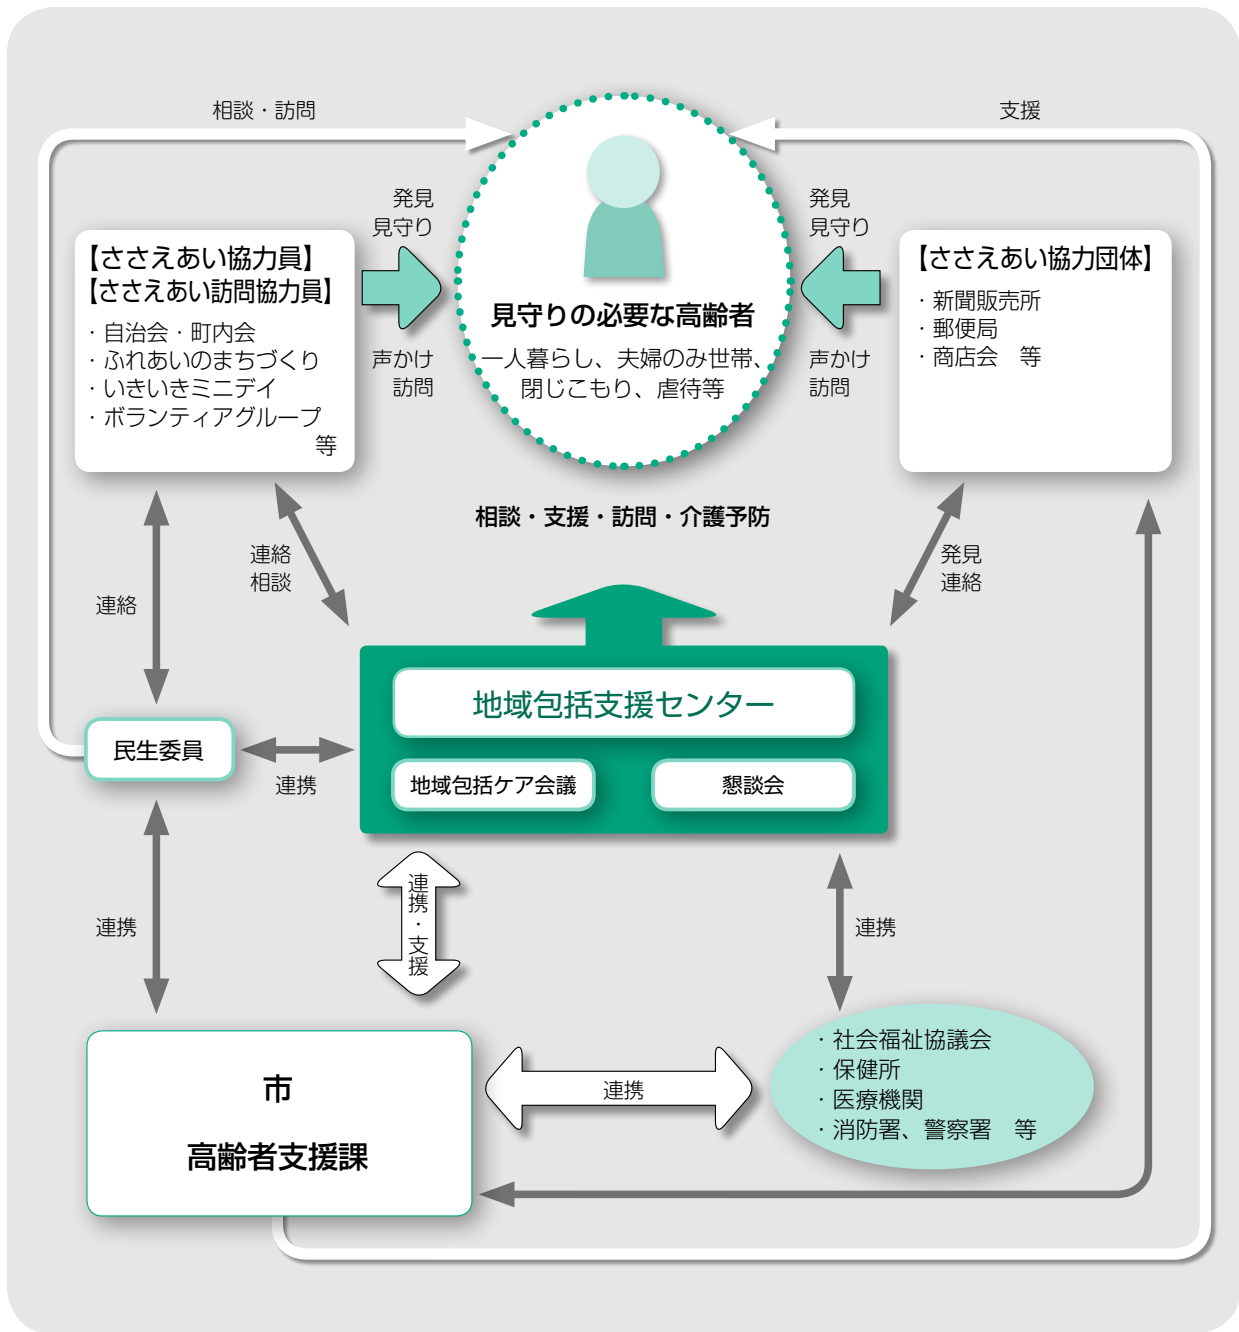 相談・訪問
支援
発見
見守り
発見
見守り
【ささえあい協力員】
【ささえあい訪問協力員】
・自治会・町内会
・ふれあいのまちづくり
・いきいきミニデイ
・ボランティアグループ
等
声かけ
訪問
見守りの必要な高齢者
一人暮らし、夫婦のみ世帯、
閉じこもり、虐待等
声かけ
訪問
【ささえあい協力団体】
・新聞販売所
・郵便局
・商店会　等
相談・支援・訪問・介護予防
連絡
連絡
相談
発見
連絡
地域包括支援センター
地域包括ケア会議
懇談会
民生委員
連携
連携
連携・支援
連携
市
高齢者支援課
連携
・社会福祉協議会
・保健所
・医療機関
・消防署、警察署　等